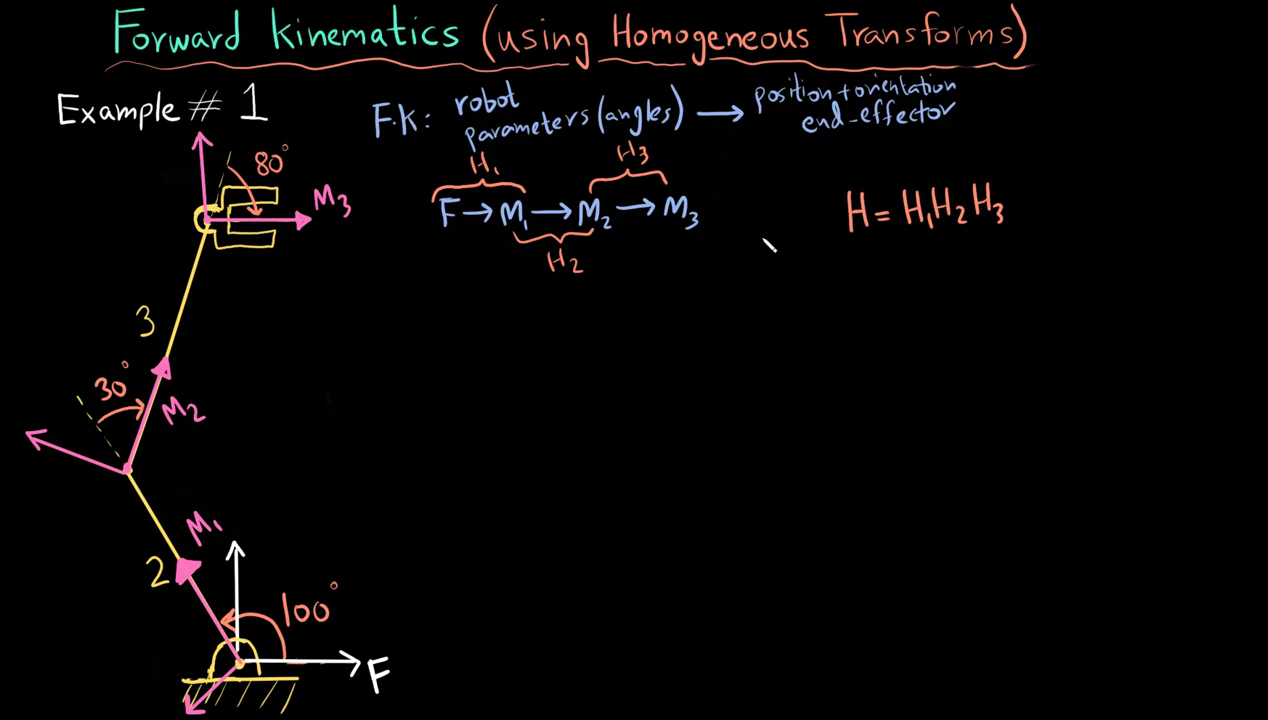 Forward kinematics (using Homogeneous Transforms)
Example # 1
F.K: robot parameters (angles) → position + orientation end-effector
80°
M3
H1
H3
F → M1 → M2 → M3
H2
H = H1H2H3
3
30°
M2
M1
2
100°
F